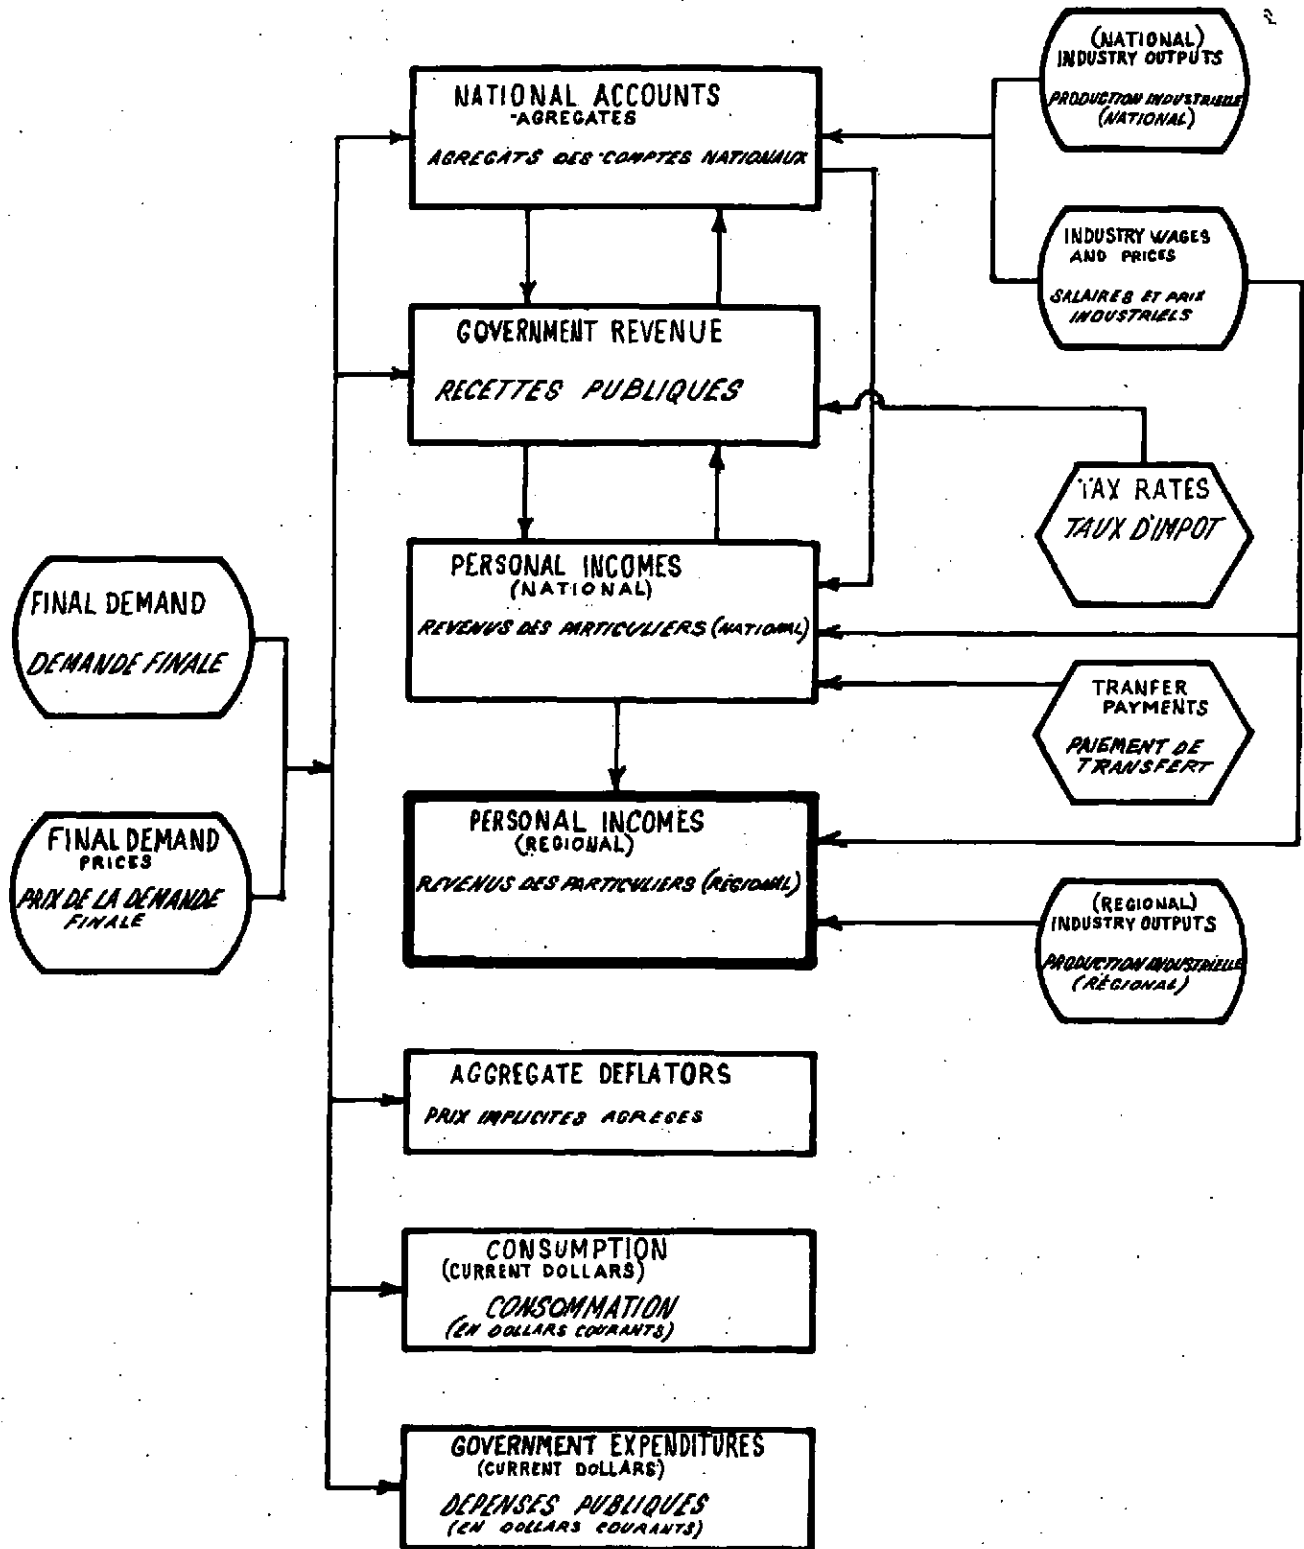 (NATIONAL)
INDUSTRY OUTPUTS
PRODUCTION INDUSTRIELLE
(NATIONAL)
NATIONAL ACCOUNTS
-AGREGATES
AGREGATS DES COMPTES NATIONAUX
INDUSTRY WAGES
AND PRICES
SALAIRES ET PRIX
INDUSTRIELS
GOVERNMENT REVENUE
RECETTES PUBLIQUES
TAX RATES
TAUX D'IMPOT
PERSONAL INCOMES
(NATIONAL)
REVENUS DES PARTICULIERS (NATIONAL)
FINAL DEMAND
DEMANDE FINALE
TRANFER
PAYMENTS
PAIEMENT DE
TRANSFERT
FINAL DEMAND
PRICES
PRIX DE LA DEMANDE
FINALE
PERSONAL INCOMES
(REGIONAL)
REVENUS DES PARTICULIERS (RÉGIONAL)
(REGIONAL)
INDUSTRY OUTPUTS
PRODUCTION INDUSTRIELLE
(RÉGIONAL)
AGGREGATE DEFLATORS
PRIX IMPLICITES AGREGES
CONSUMPTION
(CURRENT DOLLARS)
CONSOMMATION
(EN DOLLARS COURANTS)
GOVERNMENT EXPENDITURES
(CURRENT DOLLARS)
DEPENSES PUBLIQUES
(EN DOLLARS COURANTS)